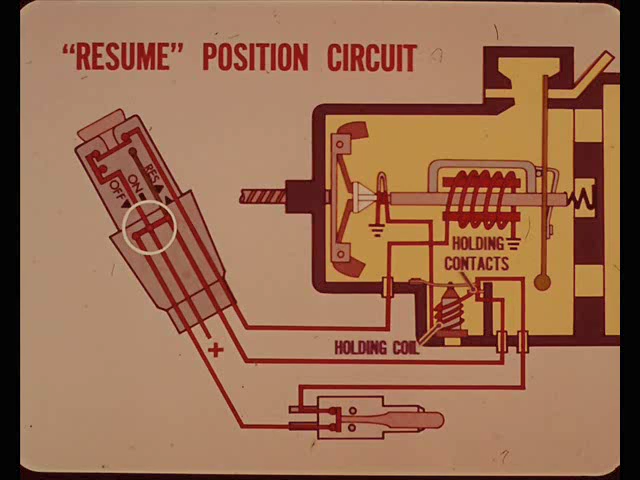 “RESUME” POSITION CIRCUIT
RES.
ON
OFF
HOLDING
CONTACTS
HOLDING COIL
+